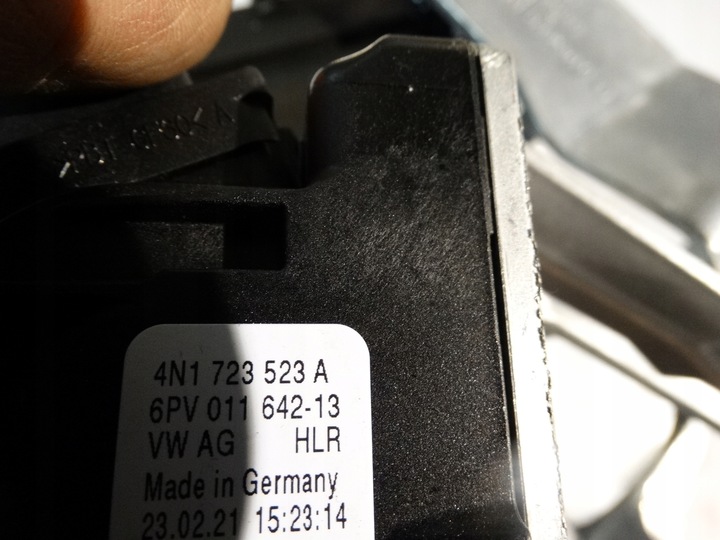 4N1 723 523 A
6PV 011 642-13
VW AG HLR
Made in Germany
23.02.21 15:23:14